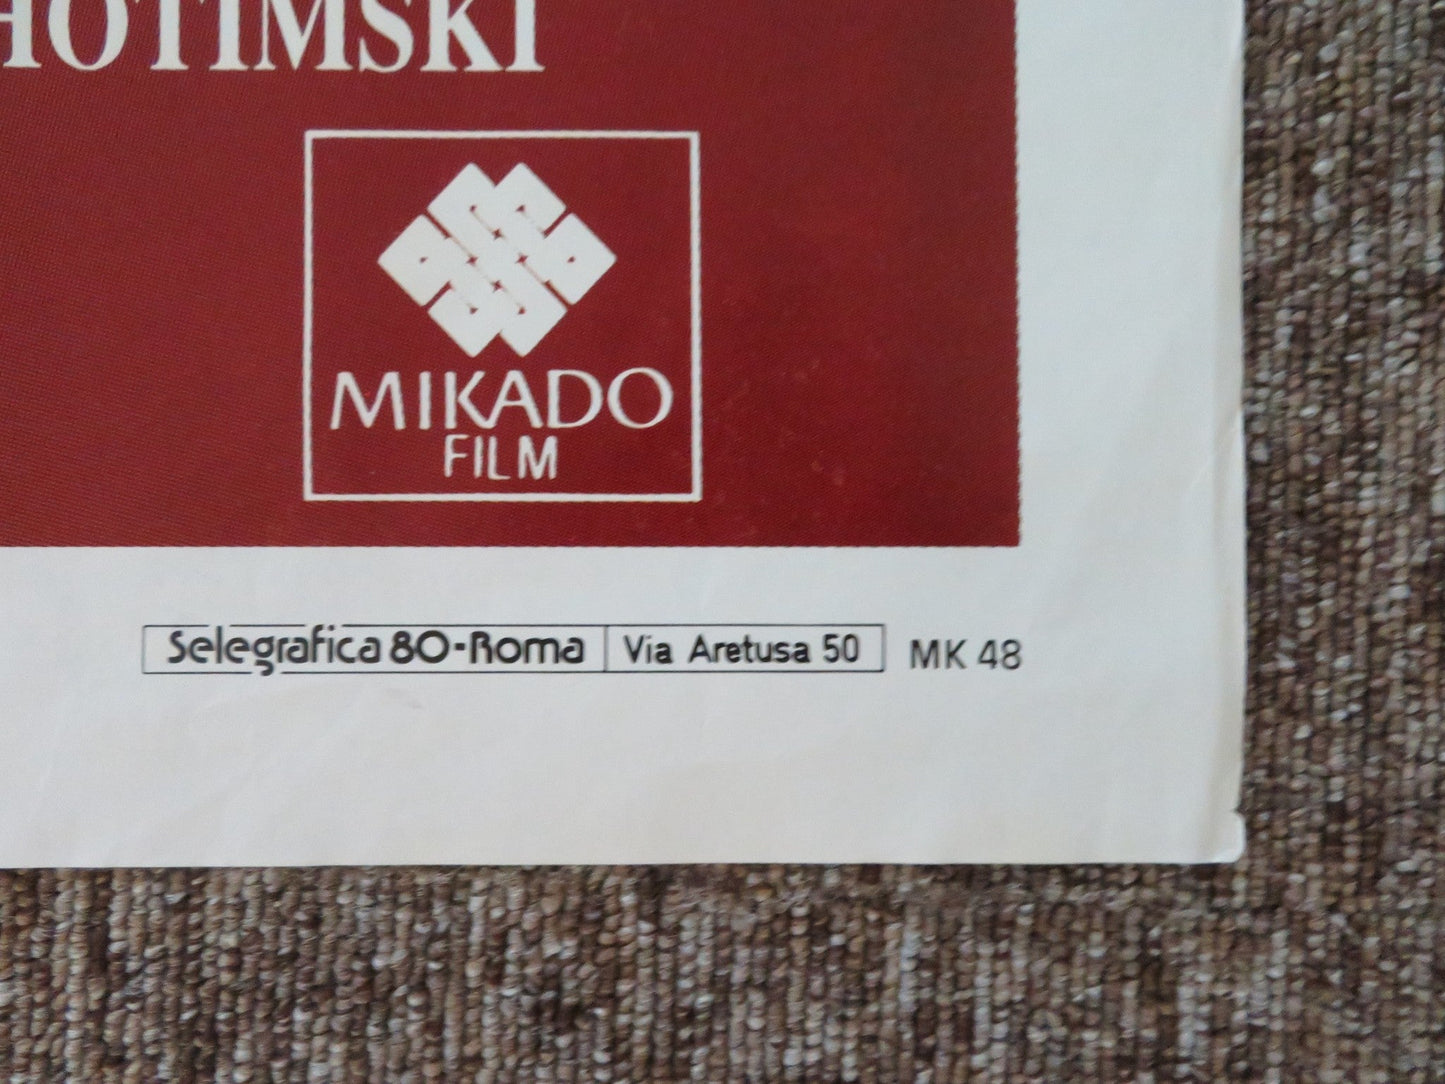 HOTIMSKI
MIKADO
FILM
Selegrafica 80-Roma Via Aretusa 50 MK 48